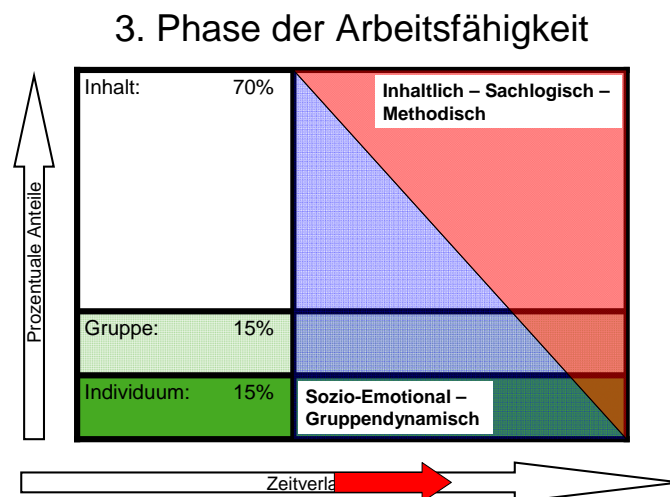 3. Phase der Arbeitsfähigkeit
Inhalt: 70%
Inhaltlich – Sachlogisch –
Methodisch
Prozentuale Anteile
Gruppe: 15%
Individuum: 15%
Sozio-Emotional –
Gruppendynamisch